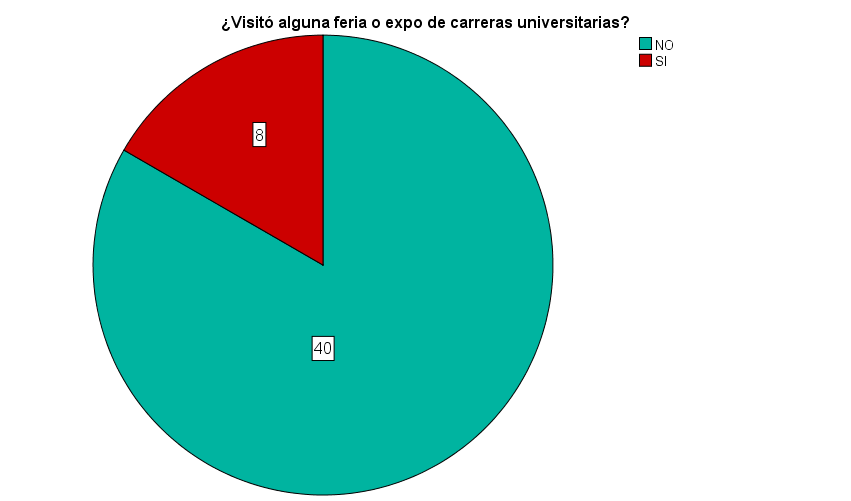 ¿Visitó alguna feria o expo de carreras universitarias?
NO
SI
8
40